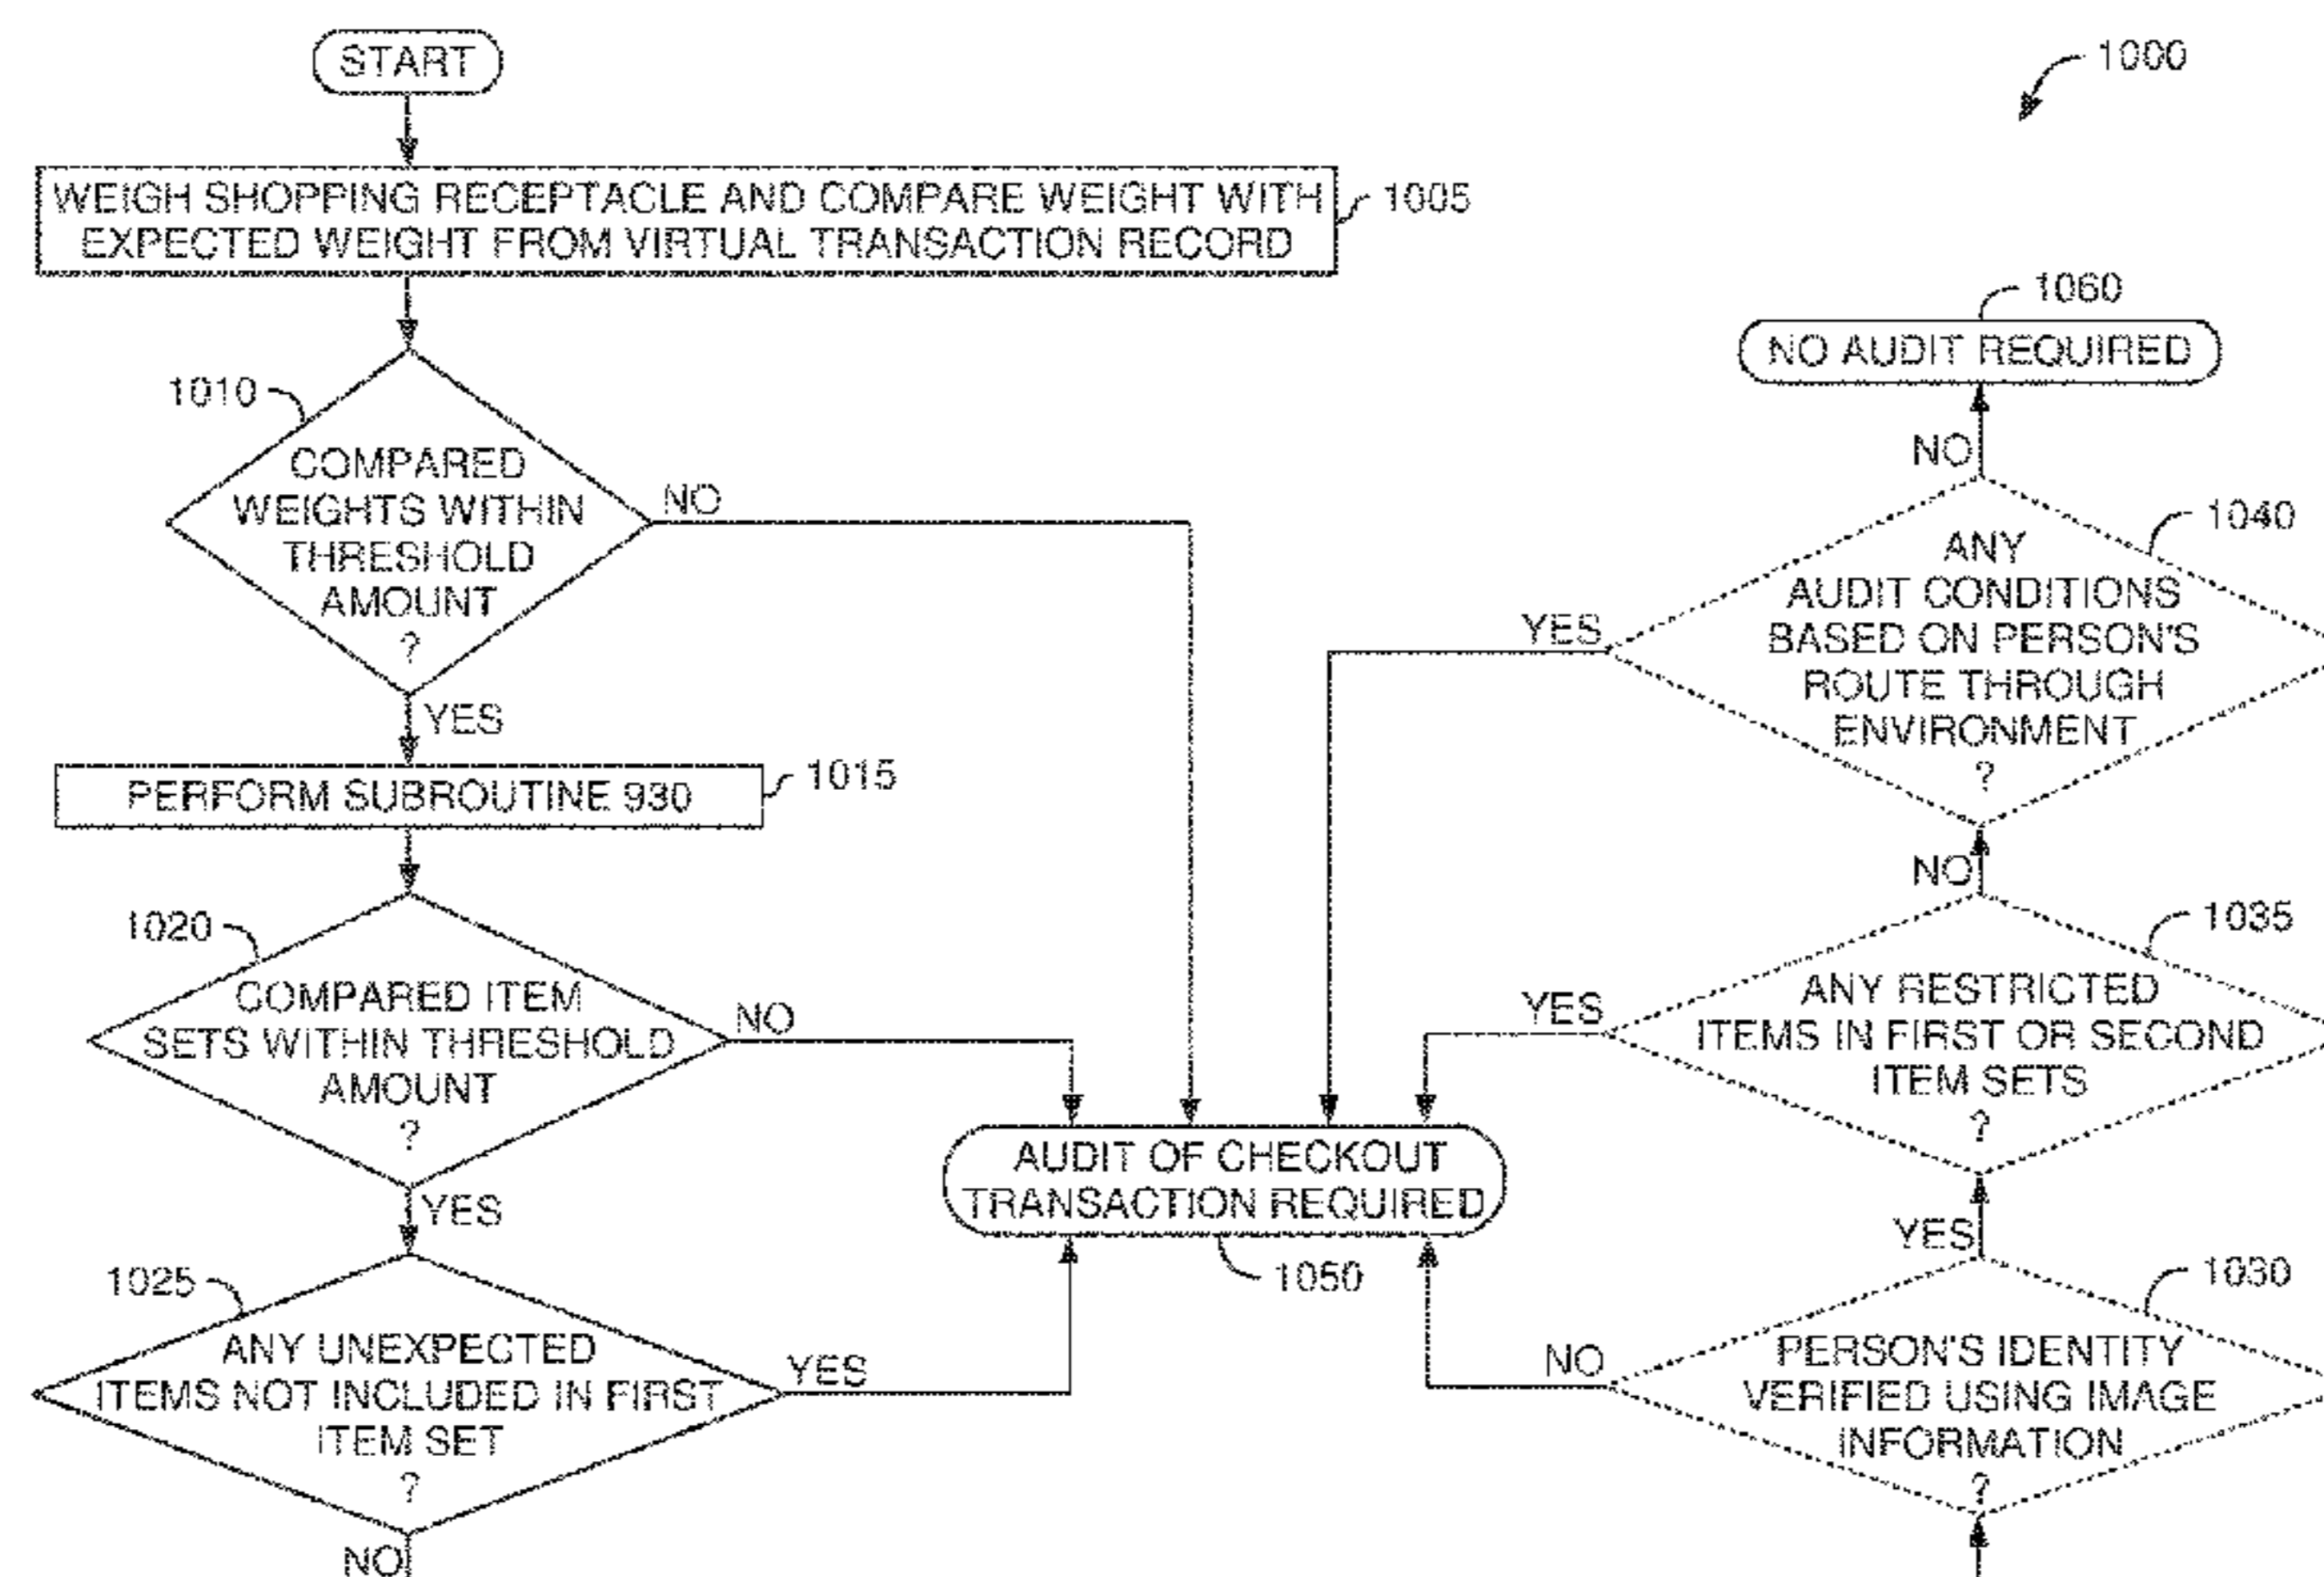 START
1000
WEIGH SHOPPING RECEPTACLE AND COMPARE WEIGHT WITH
EXPECTED WEIGHT FROM VIRTUAL TRANSACTION RECORD
1005
1010
COMPARED
WEIGHTS WITHIN
THRESHOLD
AMOUNT
?
NO
YES
PERFORM SUBROUTINE 930
1015
1020
COMPARED ITEM
SETS WITHIN THRESHOLD
AMOUNT
?
NO
YES
1025
ANY UNEXPECTED
ITEMS NOT INCLUDED IN FIRST
ITEM SET
?
YES
NO
AUDIT OF CHECKOUT
TRANSACTION REQUIRED
1050
1060
NO AUDIT REQUIRED
NO
1040
ANY
AUDIT CONDITIONS
BASED ON PERSON'S
ROUTE THROUGH
ENVIRONMENT
?
YES
NO
1035
ANY RESTRICTED
ITEMS IN FIRST OR SECOND
ITEM SETS
?
YES
YES
1030
PERSON'S IDENTITY
VERIFIED USING IMAGE
INFORMATION
?
NO